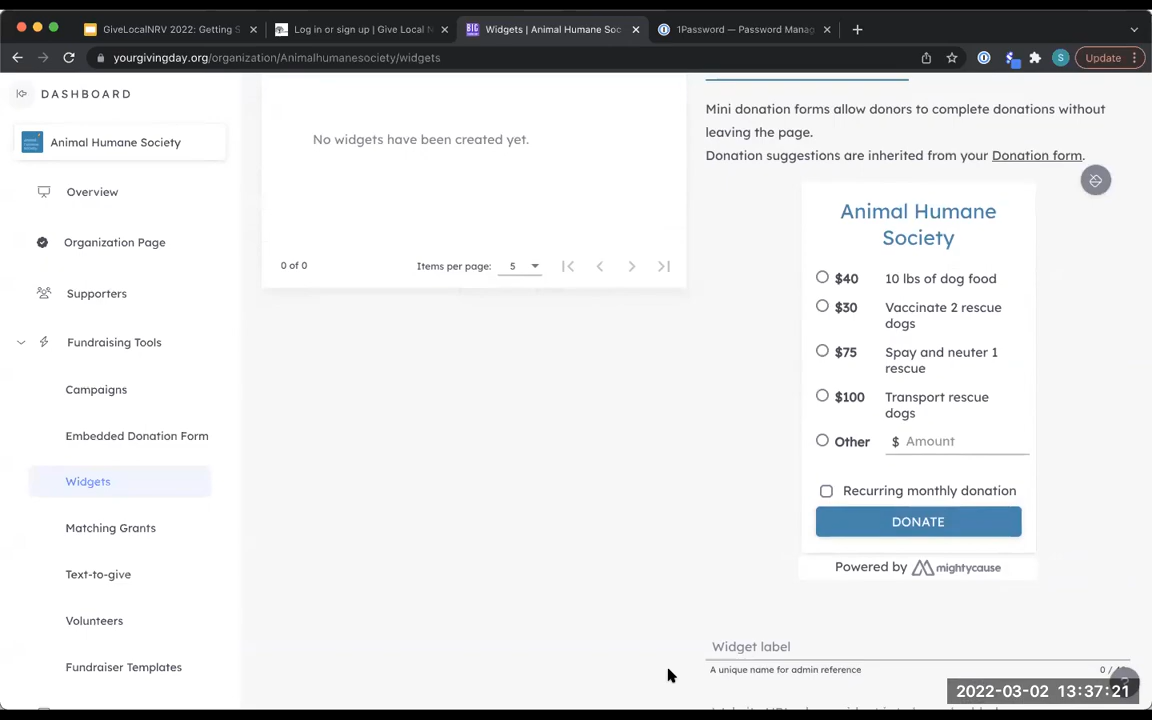 GiveLocalNRV 2022: Getting S
Log in or sign up | Give Local N
Widgets | Animal Humane Soc
1Password — Password Manag
yourgivingday.org/organization/Animalhumanesociety/widgets
S
Update
DASHBOARD
Animal Humane Society
Overview
Organization Page
Supporters
Fundraising Tools
Campaigns
Embedded Donation Form
Widgets
Matching Grants
Text-to-give
Volunteers
Fundraiser Templates
No widgets have been created yet.
0 of 0
Items per page: 5
Mini donation forms allow donors to complete donations without
leaving the page.
Donation suggestions are inherited from your Donation form.
Animal Humane
Society
$40 10 lbs of dog food
$30 Vaccinate 2 rescue
dogs
$75 Spay and neuter 1
rescue
$100 Transport rescue
dogs
Other $ Amount
Recurring monthly donation
DONATE
Powered by mightycause
Widget label
A unique name for admin reference
0 /
2022-03-02 13:37:21